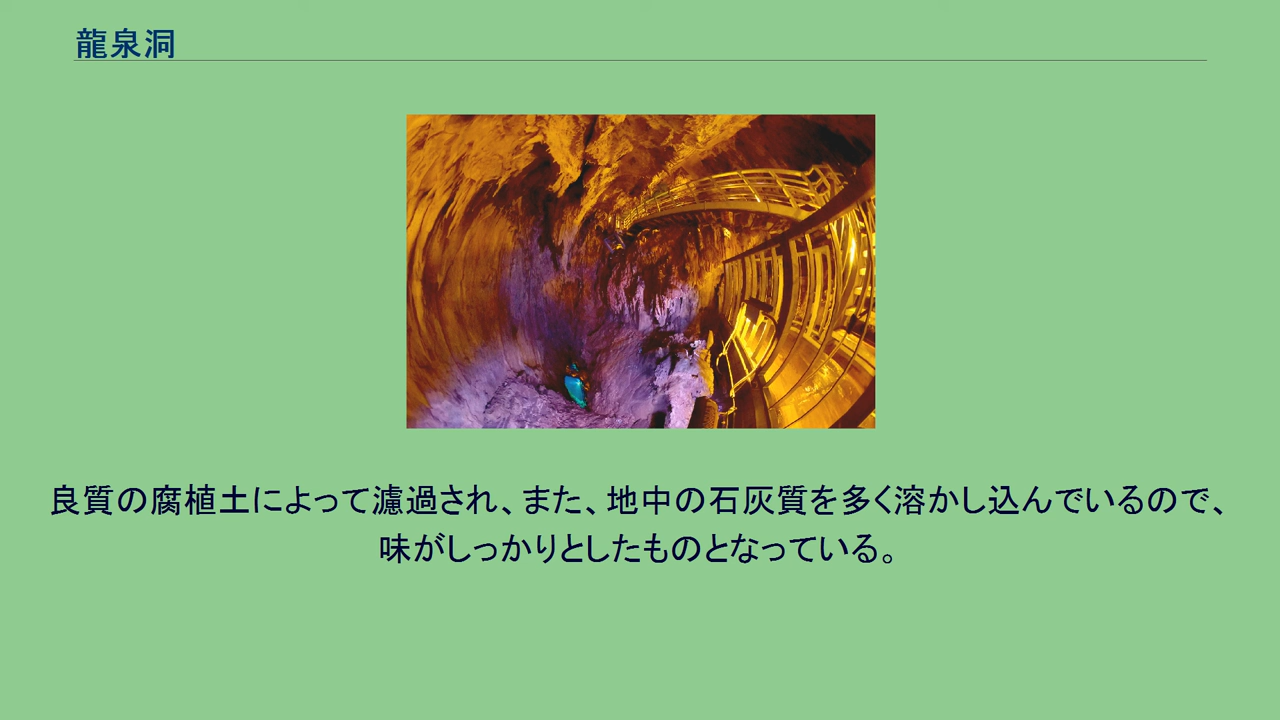 龍泉洞
良質の腐植土によって濾過され、また、地中の石灰質を多く溶かし込んでいるので、
味がしっかりとしたものとなっている。